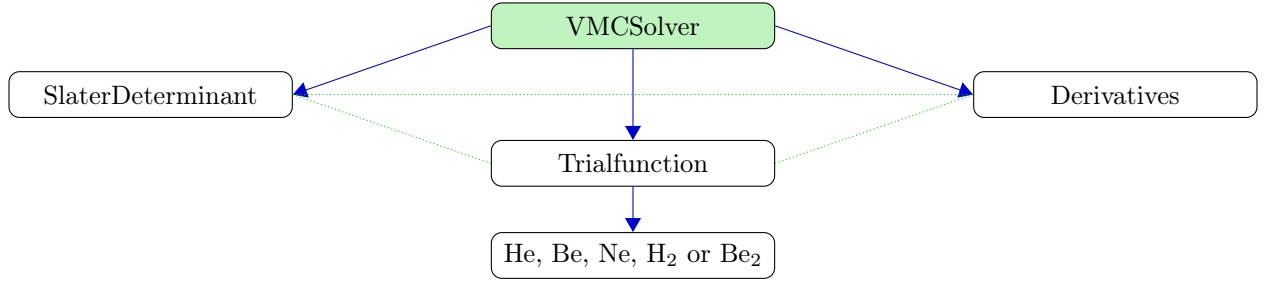 VMCSolver
SlaterDeterminant
Derivatives
Trialfunction
He, Be, Ne, H₂ or Be₂